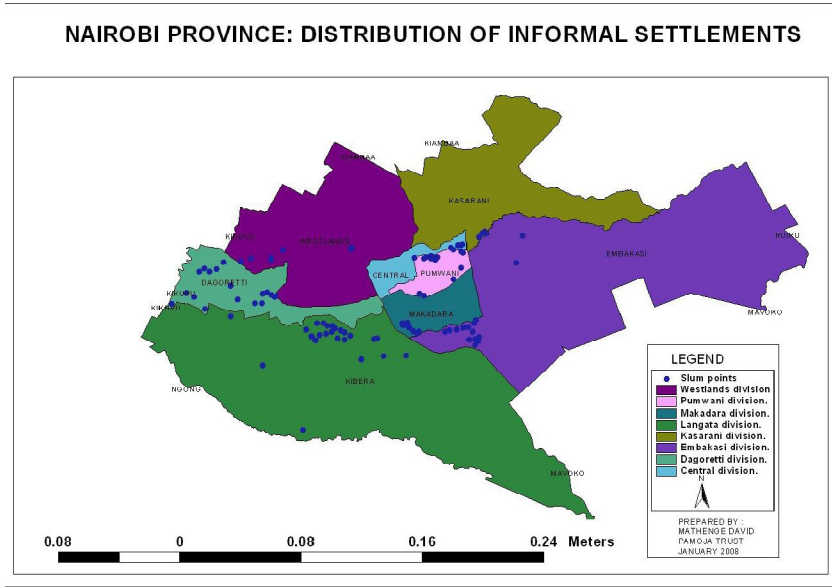 NAIROBI PROVINCE: DISTRIBUTION OF INFORMAL SETTLEMENTS
KIAMBAA
KIAMBAA
KASARANI
KIKUYU
WESTLANDS
RUIRU
EMBAKASI
CENTRAL
PUMWANI
DAGORETTI
KIKUYU
KIKUYU
MAKADARA
MAVOKO
KIBERA
NGONG
MAVOKO
LEGEND
Slum points
Westlands division
Pumwani division.
Makadara division.
Langata division.
Kasarani division.
Embakasi division.
Dagoretti division.
Central division.
N
PREPARED BY :
MATHENGE DAVID
PAMOJA TRUST
JANUARY 2008
0.08 0 0.08 0.16 0.24 Meters